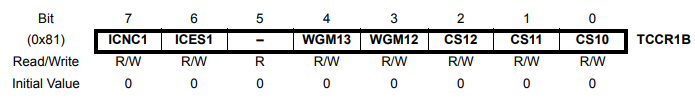 Bit 7 6 5 4 3 2 1 0
(0x81) ICNC1 ICES1 – WGM13 WGM12 CS12 CS11 CS10 TCCR1B
Read/Write R/W R/W R R/W R/W R/W R/W R/W
Initial Value 0 0 0 0 0 0 0 0